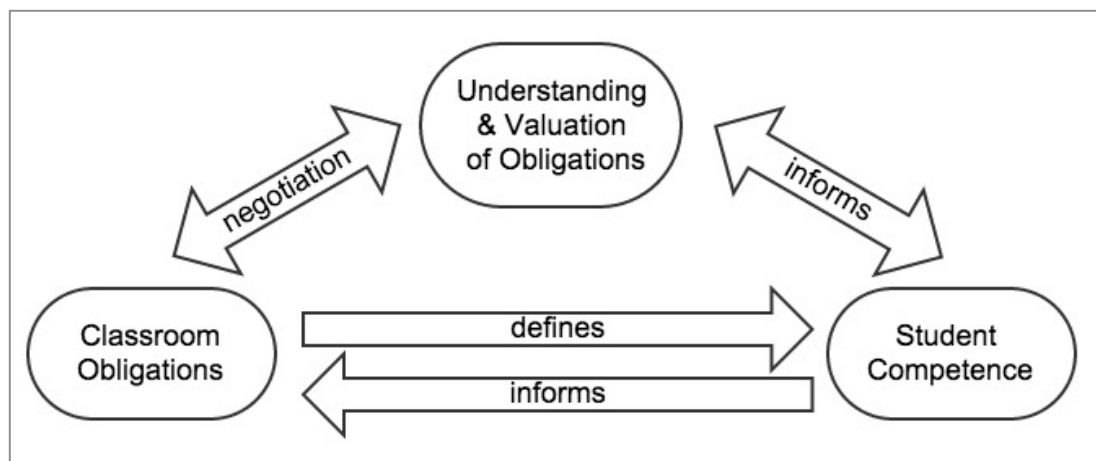 Understanding
& Valuation
of Obligations
negotiation
informs
Classroom
Obligations
defines
informs
Student
Competence